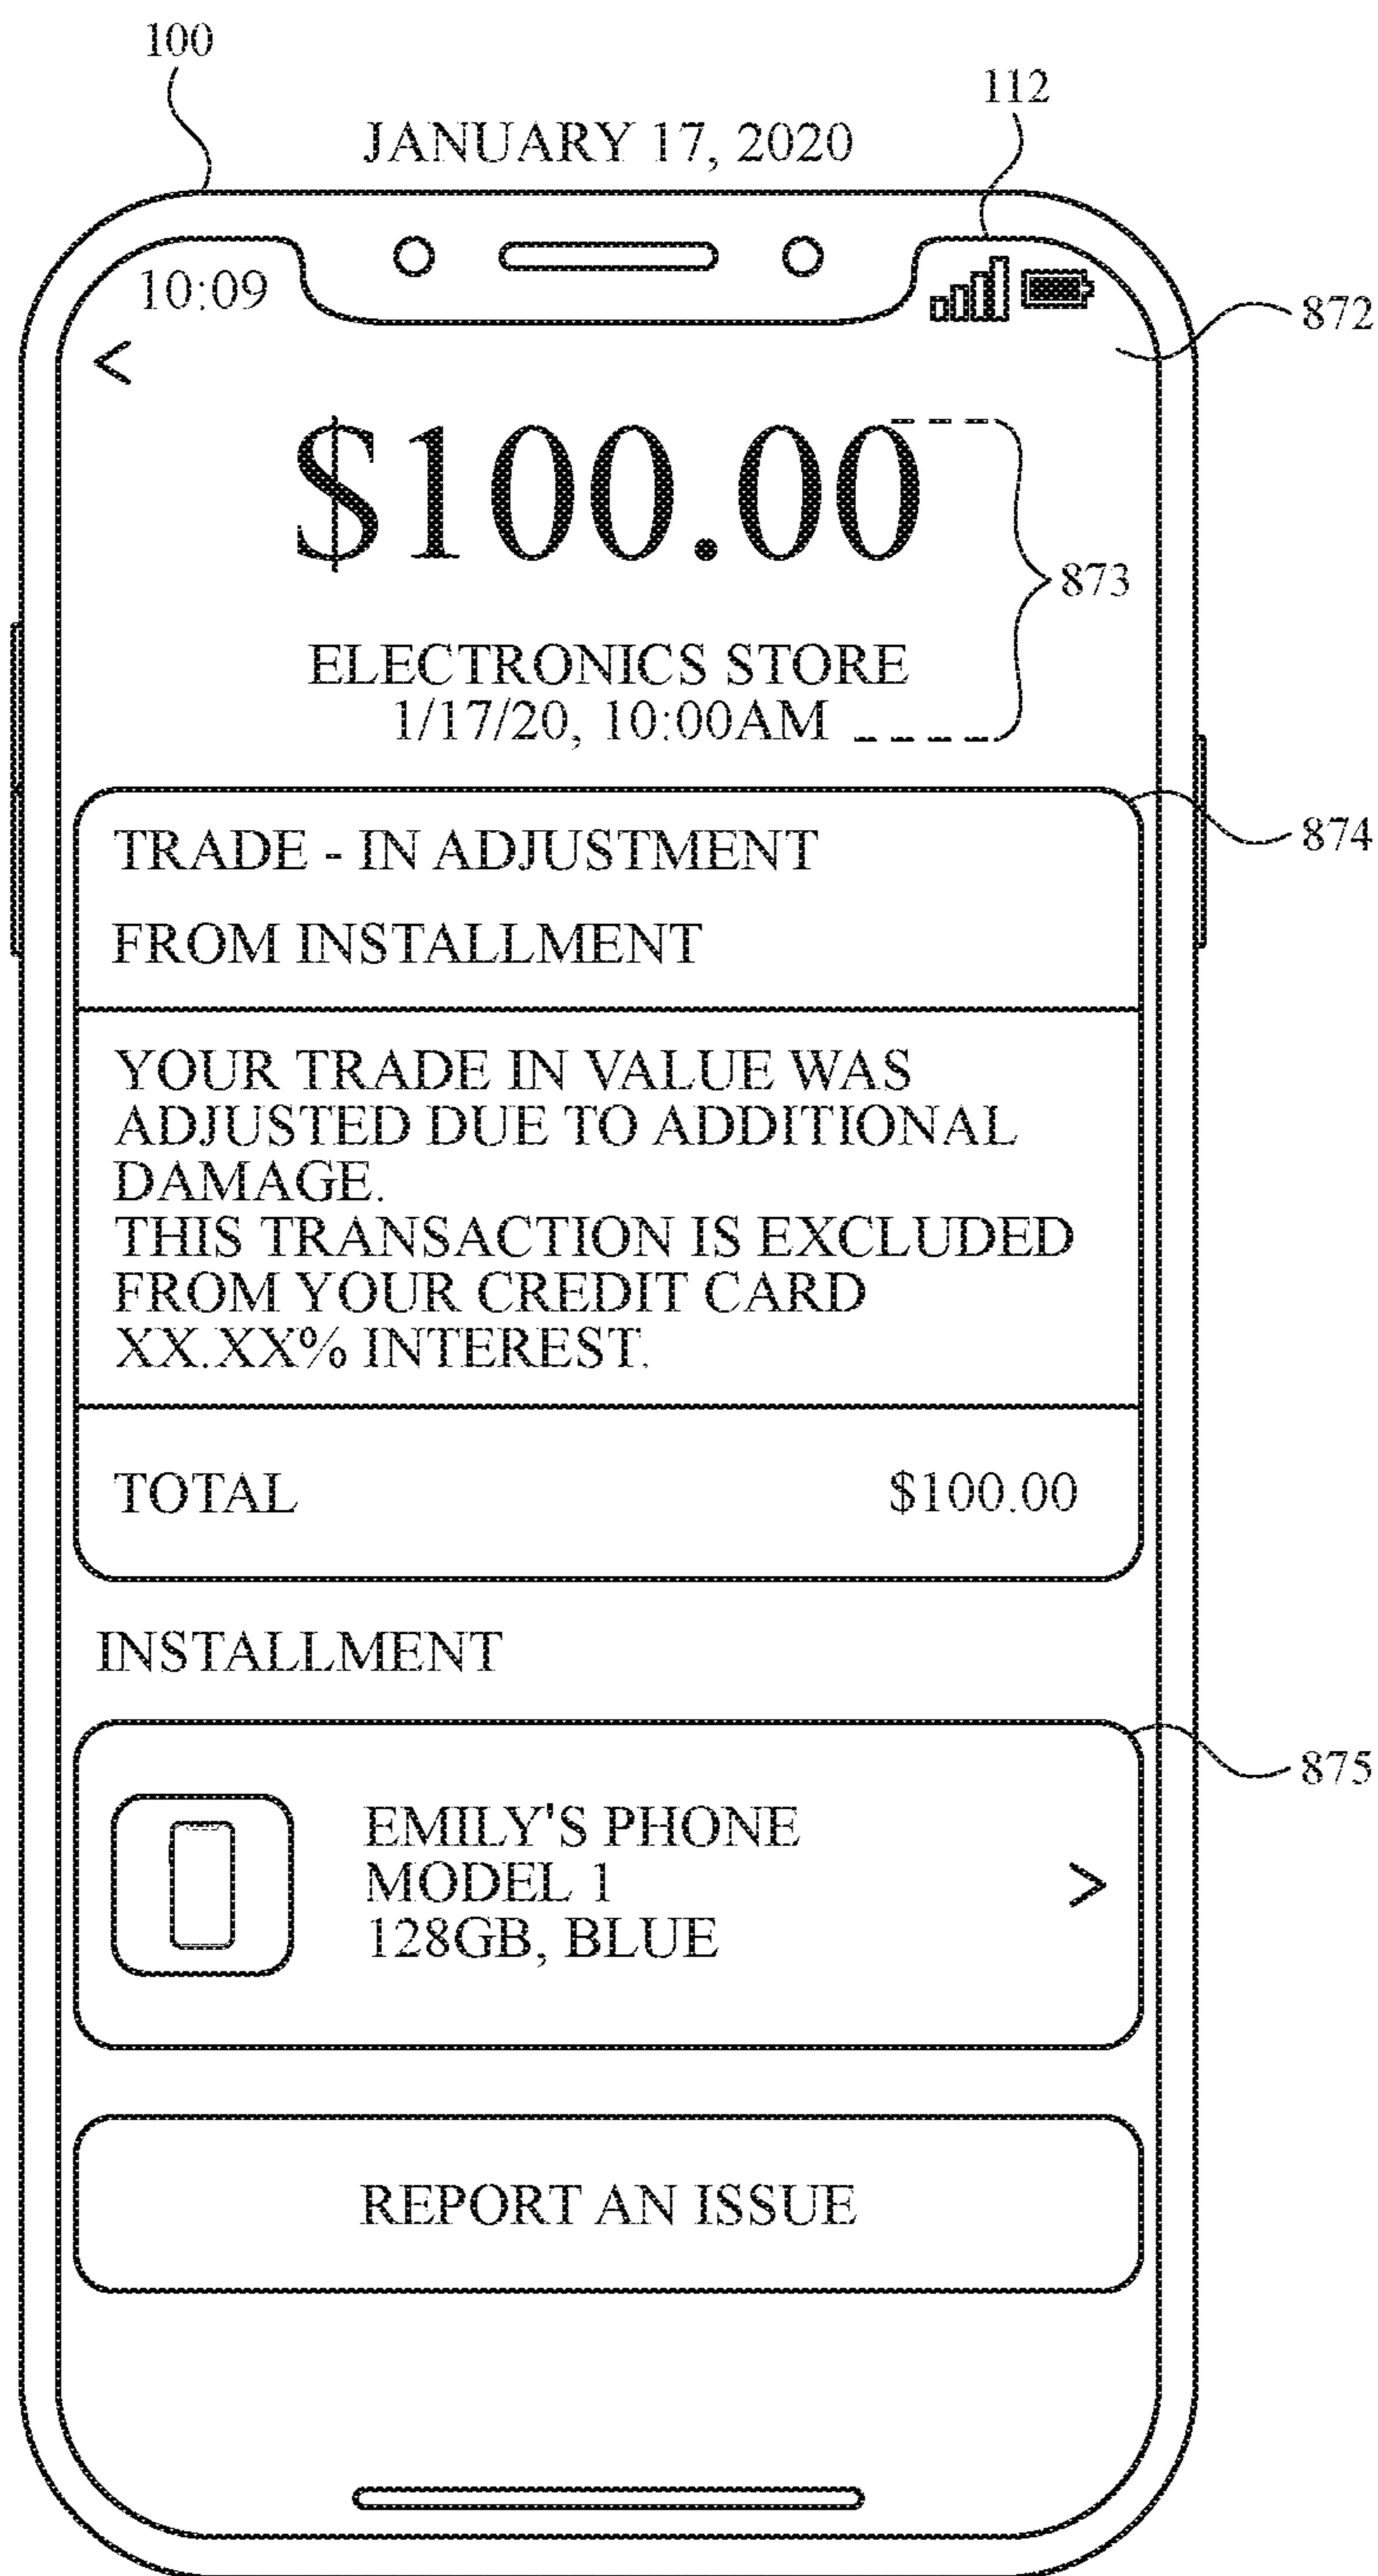 100
112
JANUARY 17, 2020
10:09
872
<
$100.00
873
ELECTRONICS STORE
1/17/20, 10:00AM
874
TRADE - IN ADJUSTMENT
FROM INSTALLMENT
YOUR TRADE IN VALUE WAS
ADJUSTED DUE TO ADDITIONAL
DAMAGE.
THIS TRANSACTION IS EXCLUDED
FROM YOUR CREDIT CARD
XX.XX% INTEREST.
TOTAL $100.00
INSTALLMENT
875
EMILY'S PHONE
MODEL 1
128GB, BLUE
>
REPORT AN ISSUE